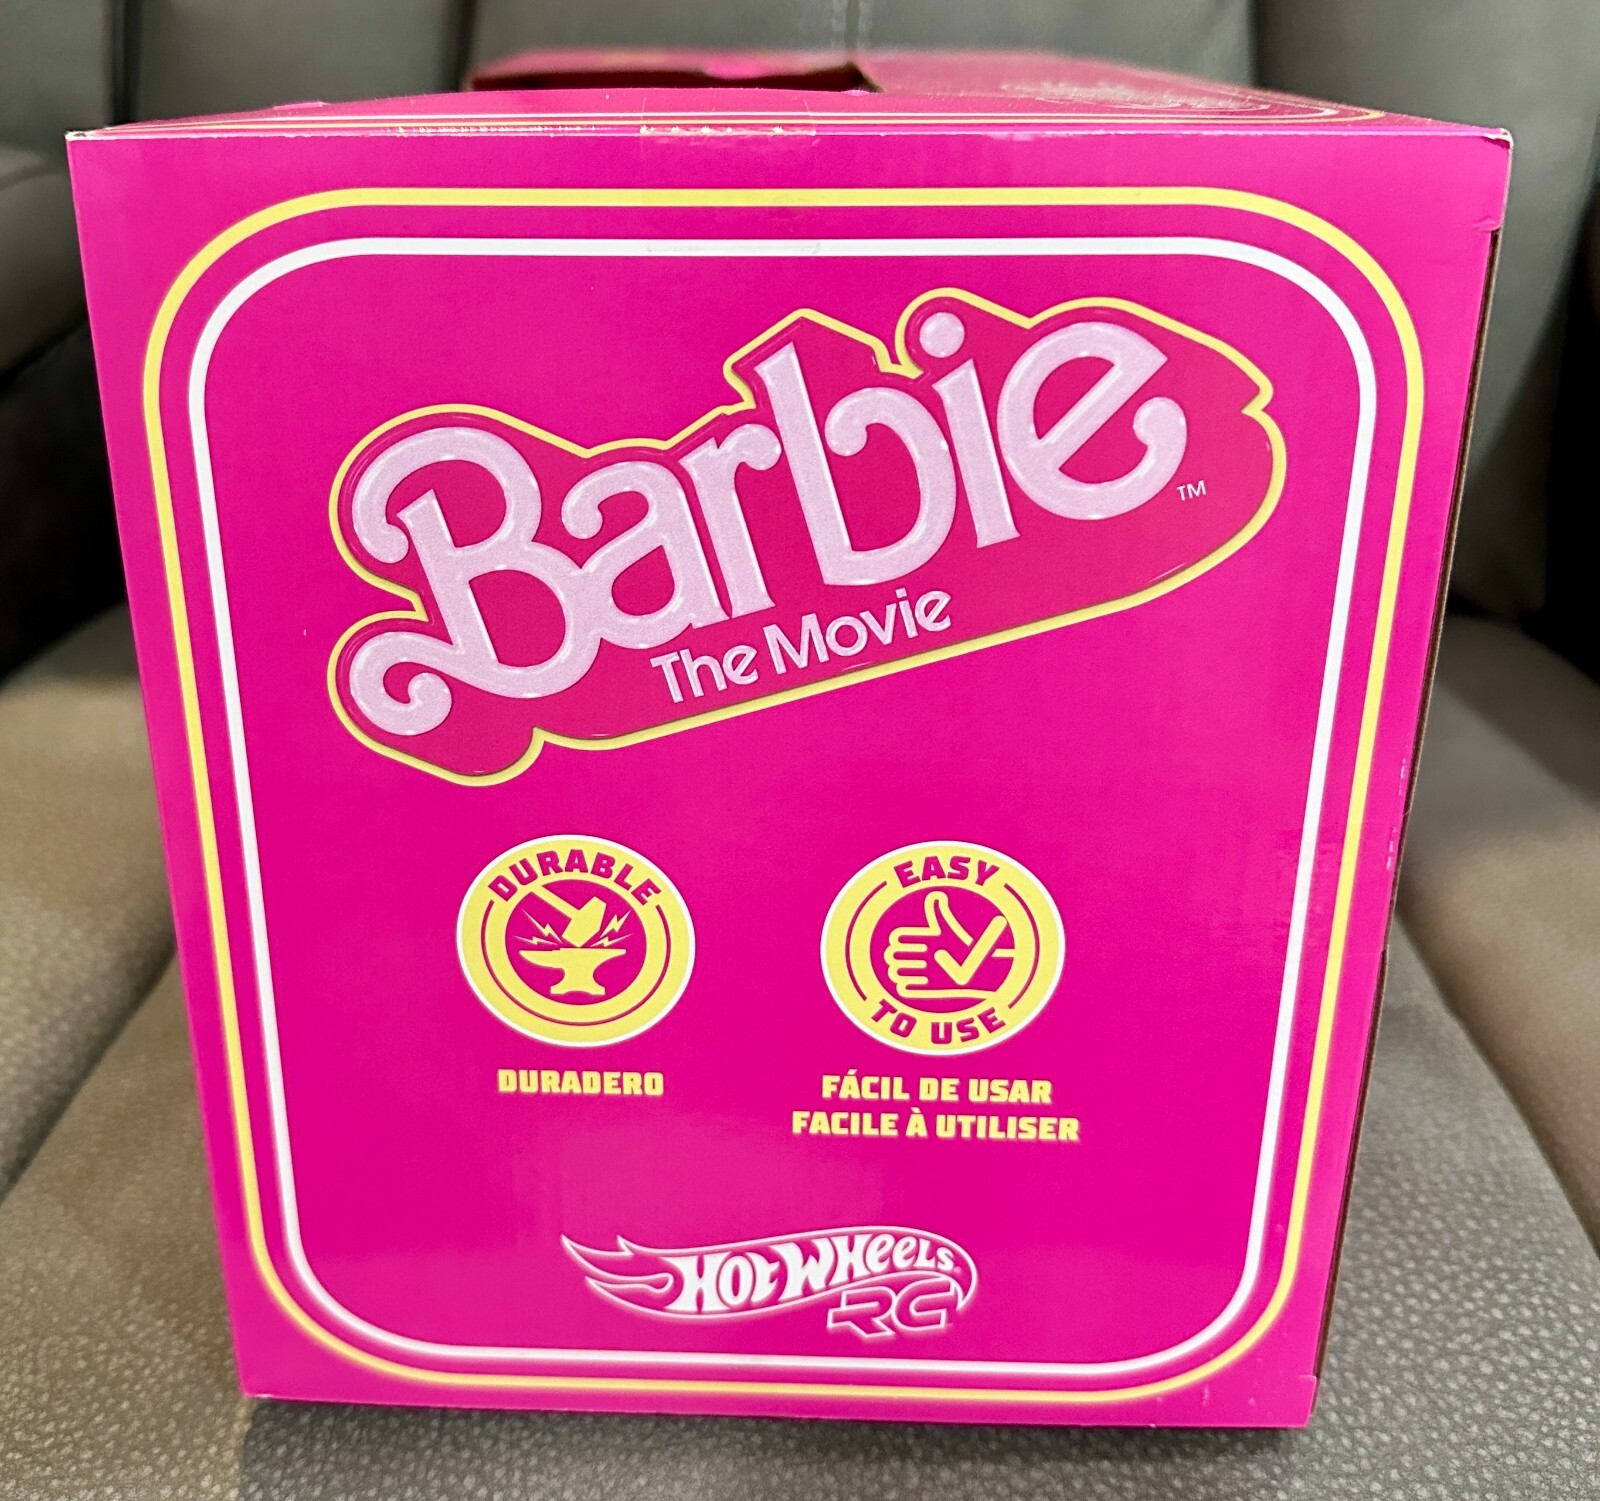 Barbie™
The Movie
DURABLE
DURADERO
EASY
TO USE
FÁCIL DE USAR
FACILE À UTILISER
HOT WHEELS
RC